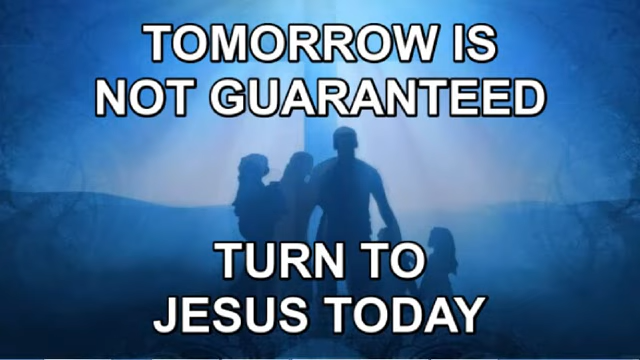 TOMORROW IS
NOT GUARANTEED
TURN TO
JESUS TODAY